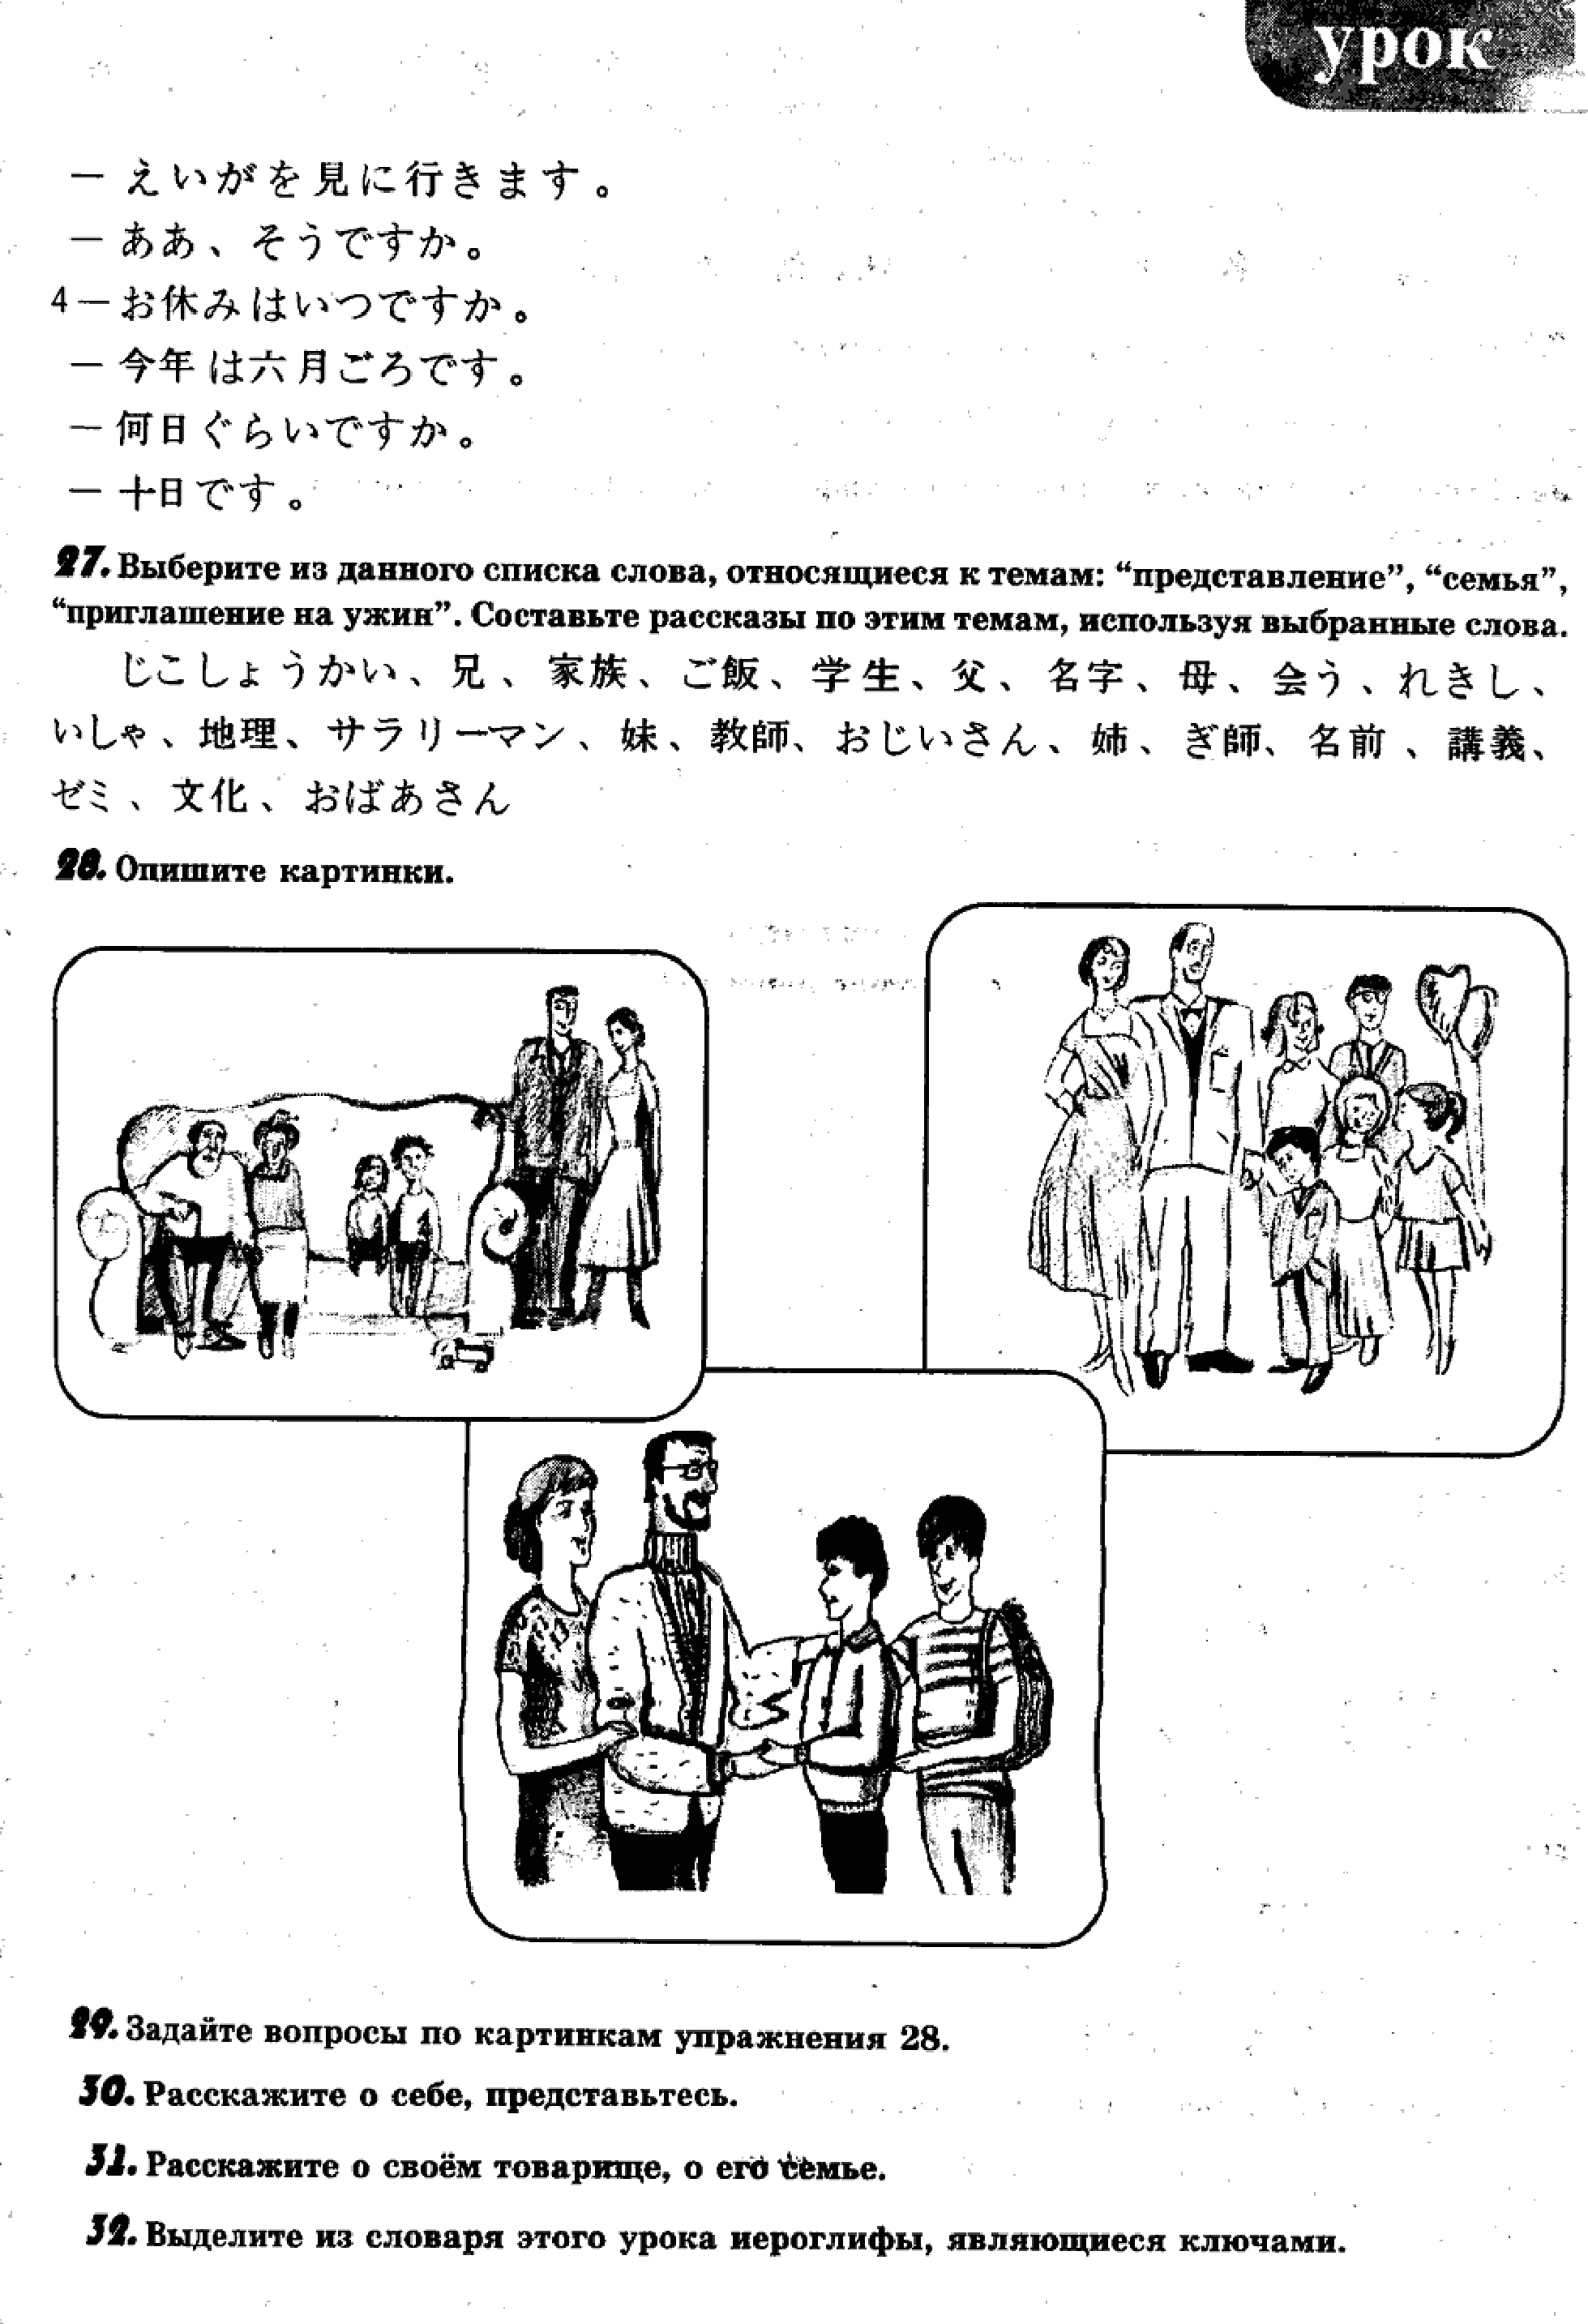 урок
— えいがを見に行きます。
— ああ、そうですか。
4 — お休みはいつですか。
— 今年は六月ごろです。
— 何日ぐらいですか。
— 十日です。
27. Выберите из данного списка слова, относящиеся к темам: “представление”, “семья”,
“приглашение на ужин”. Составьте рассказы по этим темам, используя выбранные слова.
じこしょうかい、兄、家族、ご飯、学生、父、名字、母、会う、れきし、
いしゃ、地理、サラリーマン、妹、教師、おじいさん、姉、ぎ師、名前、講義、
ゼミ、文化、おばあさん
28. Опишите картинки.
29. Задайте вопросы по картинкам упражнения 28.
30. Расскажите о себе, представьтесь.
31. Расскажите о своём товарище, о его семье.
32. Выделите из словаря этого урока иероглифы, являющиеся ключами.